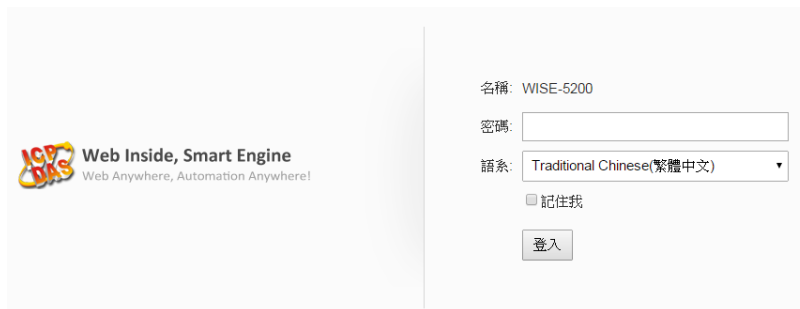 ICP DAS
Web Inside, Smart Engine
Web Anywhere, Automation Anywhere!
名稱: WISE-5200
密碼:
語系: Traditional Chinese(繁體中文)
記住我
登入